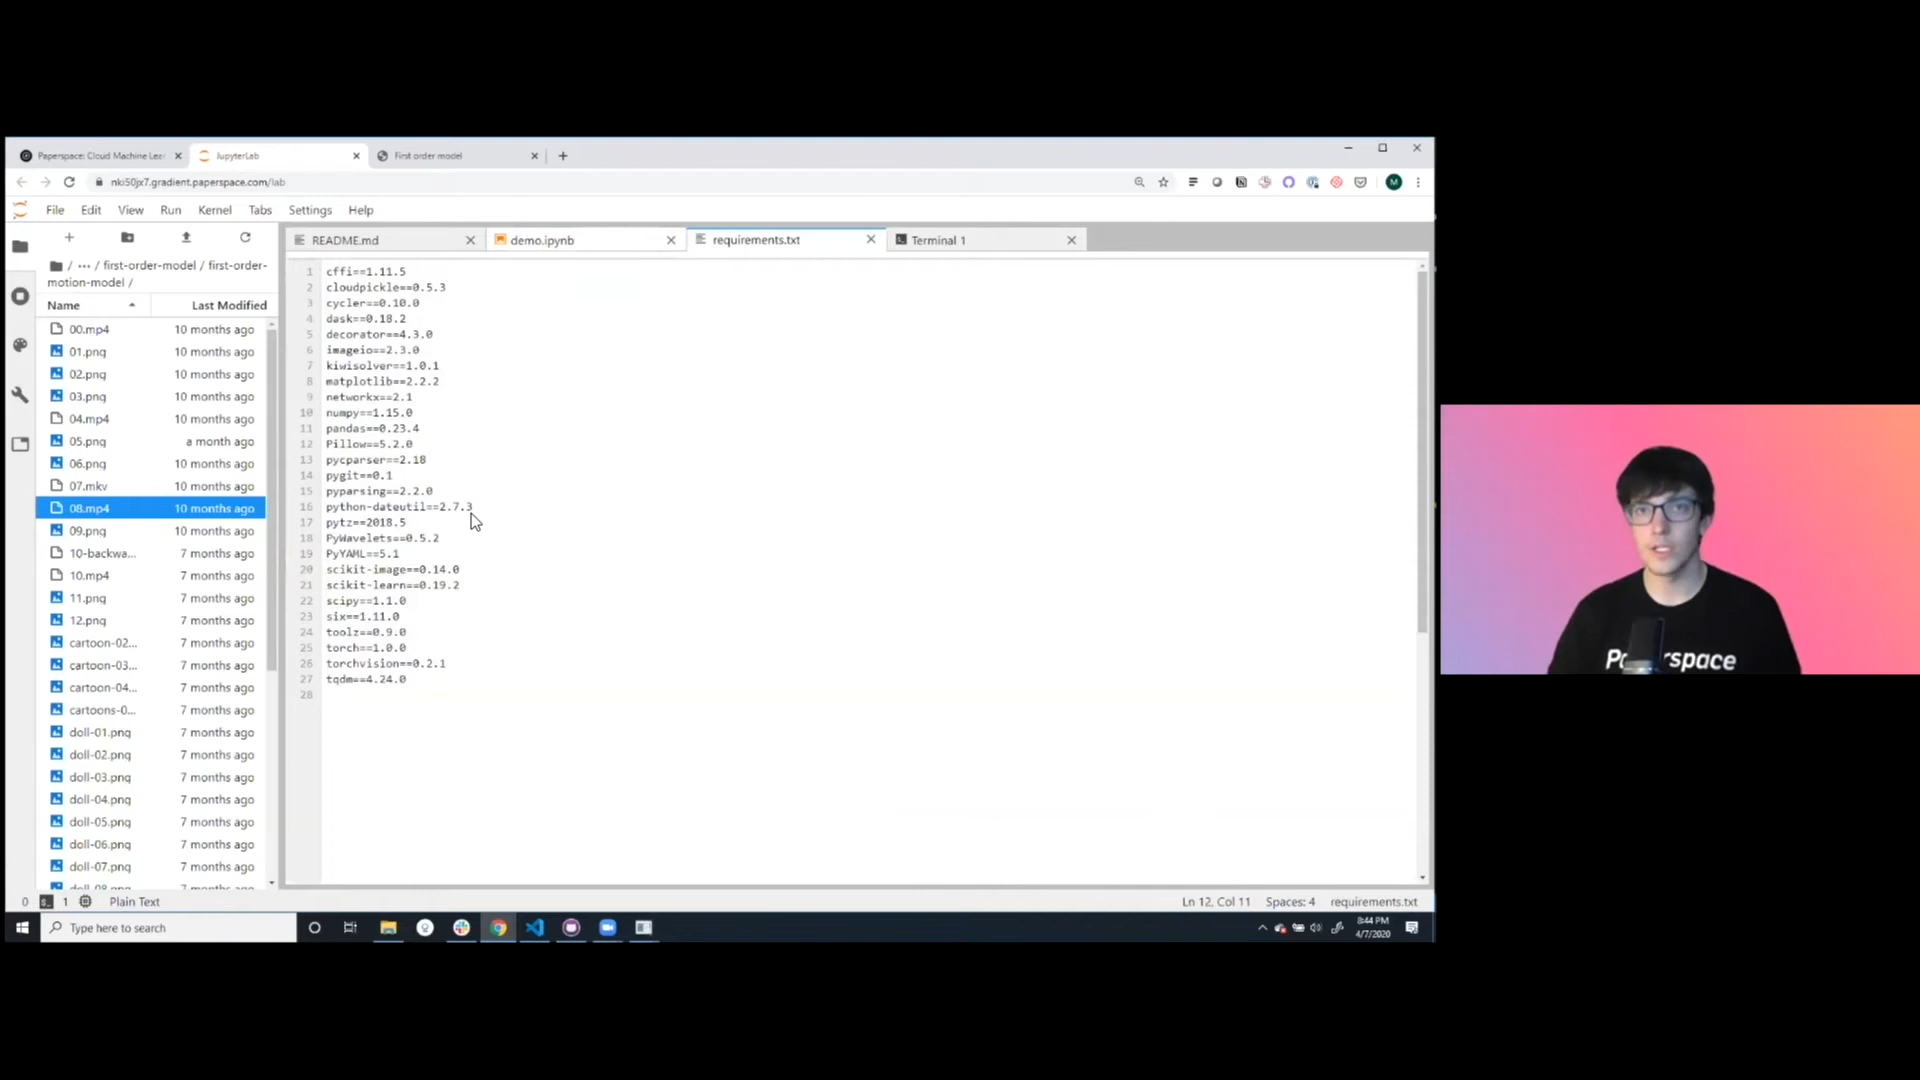 Paperspace: Cloud Machine Lear
JupyterLab
First order model
nki50jx7.gradient.paperspace.com/lab
M
File Edit View Run Kernel Tabs Settings Help
README.md
demo.ipynb
requirements.txt
Terminal 1
/ ··· / first-order-model / first-order-
motion-model /
Name Last Modified
00.mp4 10 months ago
01.png 10 months ago
02.png 10 months ago
03.png 10 months ago
04.mp4 10 months ago
05.png a month ago
06.png 10 months ago
07.mkv 10 months ago
08.mp4 10 months ago
09.png 10 months ago
10-backwa... 7 months ago
10.mp4 7 months ago
11.png 7 months ago
12.png 7 months ago
cartoon-02... 7 months ago
cartoon-03... 7 months ago
cartoon-04... 7 months ago
cartoons-0... 7 months ago
doll-01.png 7 months ago
doll-02.png 7 months ago
doll-03.png 7 months ago
doll-04.png 7 months ago
doll-05.png 7 months ago
doll-06.png 7 months ago
doll-07.png 7 months ago
doll-08.png 7 months ago
1 cffi==1.11.5
2 cloudpickle==0.5.3
3 cycler==0.10.0
4 dask==0.18.2
5 decorator==4.3.0
6 imageio==2.3.0
7 kiwisolver==1.0.1
8 matplotlib==2.2.2
9 networkx==2.1
10 numpy==1.15.0
11 pandas==0.23.4
12 Pillow==5.2.0
13 pycparser==2.18
14 pygit==0.1
15 pyparsing==2.2.0
16 python-dateutil==2.7.3
17 pytz==2018.5
18 PyWavelets==0.5.2
19 PyYAML==5.1
20 scikit-image==0.14.0
21 scikit-learn==0.19.2
22 scipy==1.1.0
23 six==1.11.0
24 toolz==0.9.0
25 torch==1.0.0
26 torchvision==0.2.1
27 tqdm==4.24.0
28
0 1 Plain Text
Ln 12, Col 11 Spaces: 4 requirements.txt
Type here to search
8:44 PM
4/7/2020